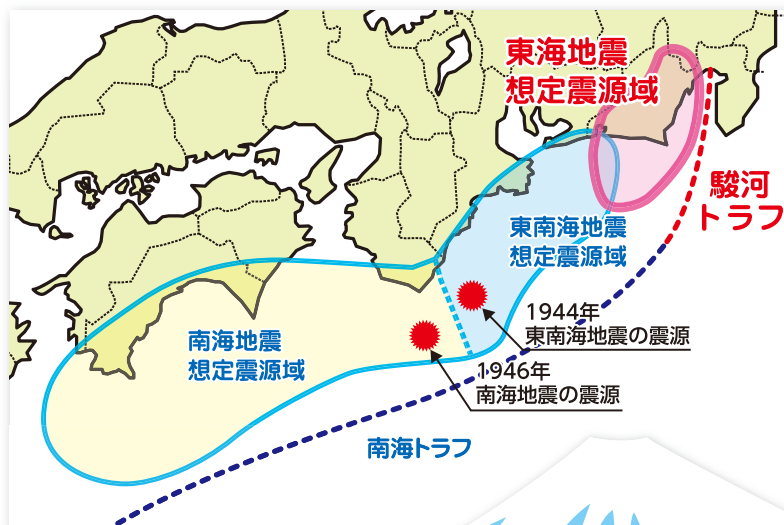 東海地震
想定震源域
駿河
トラフ
東南海地震
想定震源域
1944年
東南海地震の震源
南海地震
想定震源域
1946年
南海地震の震源
南海トラフ